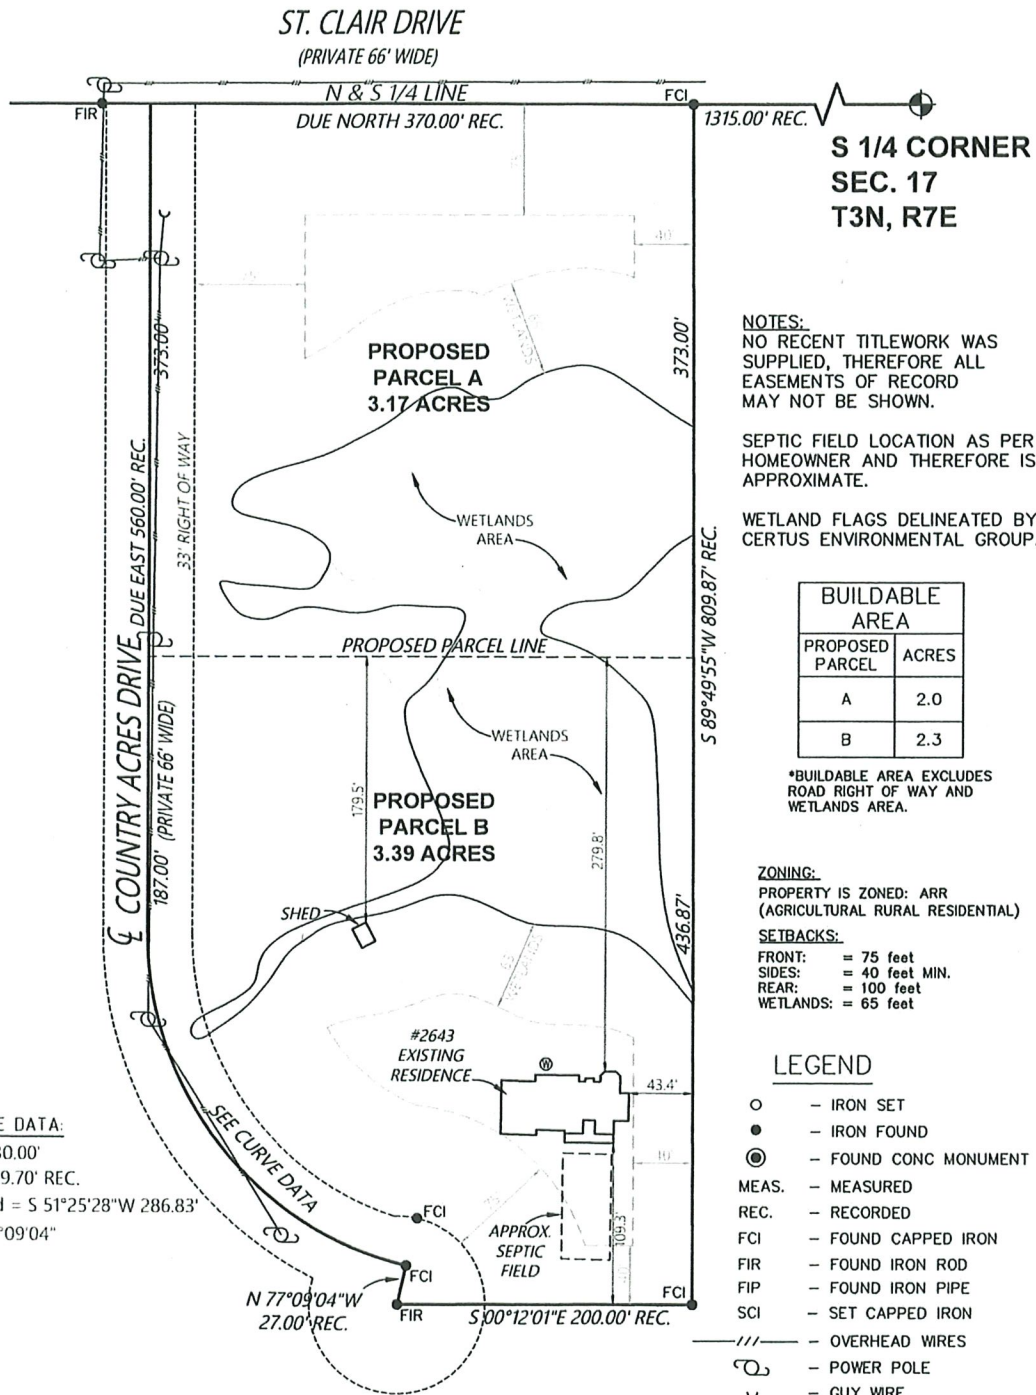 ST. CLAIR DRIVE
(PRIVATE 66' WIDE)
N & S 1/4 LINE
FIR
FCI
DUE NORTH 370.00' REC.
1315.00' REC.
S 1/4 CORNER
SEC. 17
T3N, R7E
40'
75'
373.00'
373.00'
WETLANDS
PROPOSED
PARCEL A
3.17 ACRES
NOTES:
NO RECENT TITLEWORK WAS
SUPPLIED, THEREFORE ALL
EASEMENTS OF RECORD
MAY NOT BE SHOWN.
SEPTIC FIELD LOCATION AS PER
HOMEOWNER AND THEREFORE IS
APPROXIMATE.
WETLAND FLAGS DELINEATED BY
CERTUS ENVIRONMENTAL GROUP.
33' RIGHT OF WAY
WETLANDS
AREA
S 89°49'55"W 809.87' REC.
BUILDABLE
AREA
PROPOSED
PARCEL
ACRES
A 2.0
B 2.3
*BUILDABLE AREA EXCLUDES
ROAD RIGHT OF WAY AND
WETLANDS AREA.
PROPOSED PARCEL LINE
℄ COUNTRY ACRES DRIVE DUE EAST 560.00' REC.
187.00' (PRIVATE 66' WIDE)
WETLANDS
AREA
179.5'
279.8'
PROPOSED
PARCEL B
3.39 ACRES
436.87'
SHED
ZONING:
PROPERTY IS ZONED: ARR
(AGRICULTURAL RURAL RESIDENTIAL)
SETBACKS:
FRONT: = 75 feet
SIDES: = 40 feet MIN.
REAR: = 100 feet
WETLANDS: = 65 feet
WETLANDS
#2643
EXISTING
RESIDENCE
W
43.4'
SEE CURVE DATA
E DATA:
30.00'
9.70' REC.
d = S 51°25'28"W 286.83'
°09'04"
FCI
APPROX.
SEPTIC
FIELD
109.3'
40'
FCI
N 77°09'04"W
27.00' REC.
FIR
S 00°12'01"E 200.00' REC.
FCI
LEGEND
– IRON SET
– IRON FOUND
– FOUND CONC MONUMENT
MEAS. – MEASURED
REC. – RECORDED
FCI – FOUND CAPPED IRON
FIR – FOUND IRON ROD
FIP – FOUND IRON PIPE
SCI – SET CAPPED IRON
– OVERHEAD WIRES
– POWER POLE
– GUY WIRE